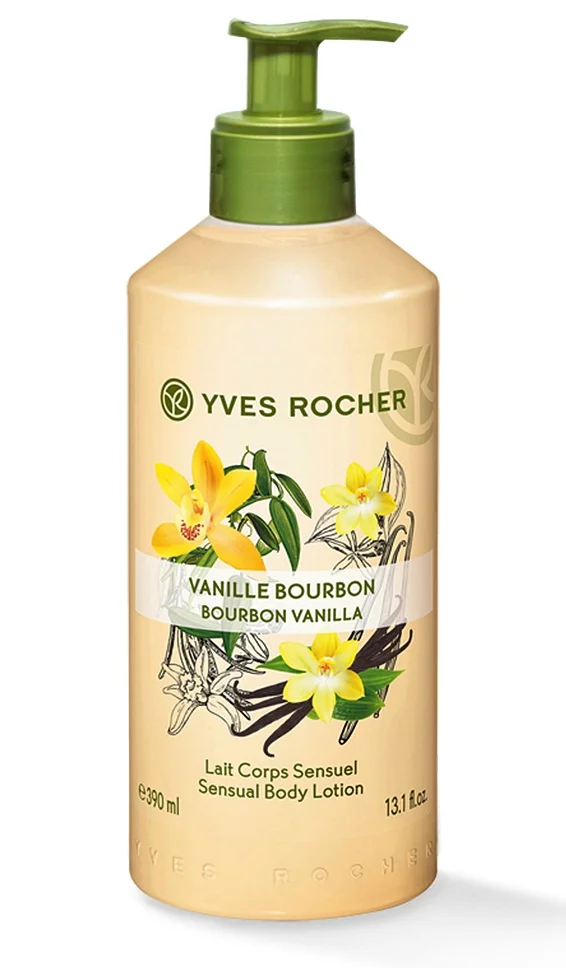 YVES ROCHER
VANILLE BOURBON
BOURBON VANILLA
Lait Corps Sensuel
Sensual Body Lotion
℮390 ml
13.1 fl.oz.
YVES ROCHER